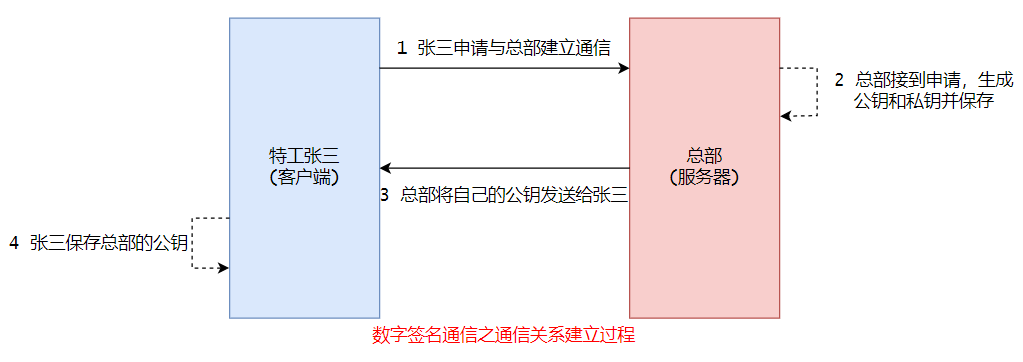 1 张三申请与总部建立通信
2 总部接到申请，生成
公钥和私钥并保存
特工张三
(客户端)
总部
(服务器)
3 总部将自己的公钥发送给张三
4 张三保存总部的公钥
数字签名通信之通信关系建立过程